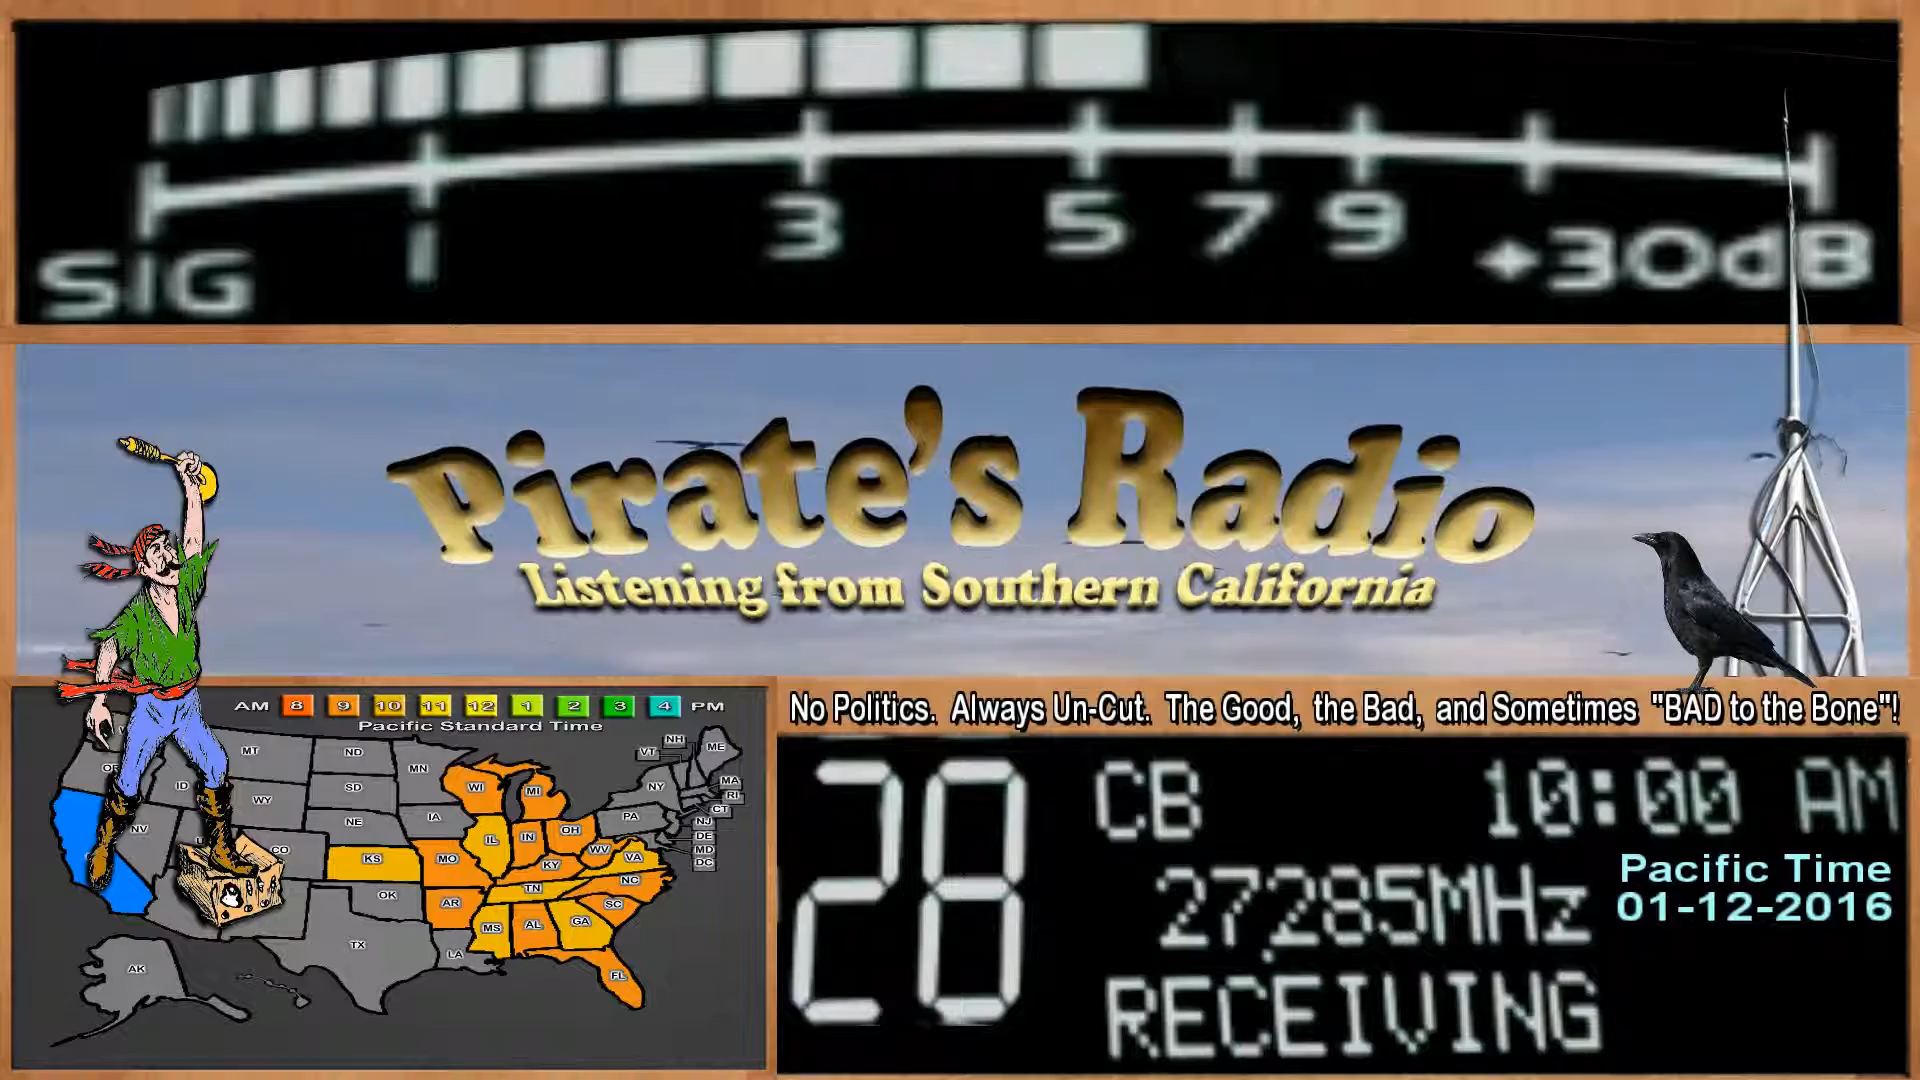 1 3 5 7 9
SIG +30dB
Pirate's Radio
Listening from Southern California
AM 8 9 10 11 12 1 2 3 4 PM
Pacific Standard Time
No Politics. Always Un-Cut. The Good, the Bad, and Sometimes "BAD to the Bone"!
28
CB 10:00 AM
27.285MHz
Pacific Time
01-12-2016
RECEIVING
MT ND MN NH VT ME
ID WY SD WI MI NY MA RI
NV NE IA PA CT NJ
CO KS MO IL IN OH WV VA DE MD DC
KY NC TN
OK AR SC
MS AL GA
TX LA FL
AK